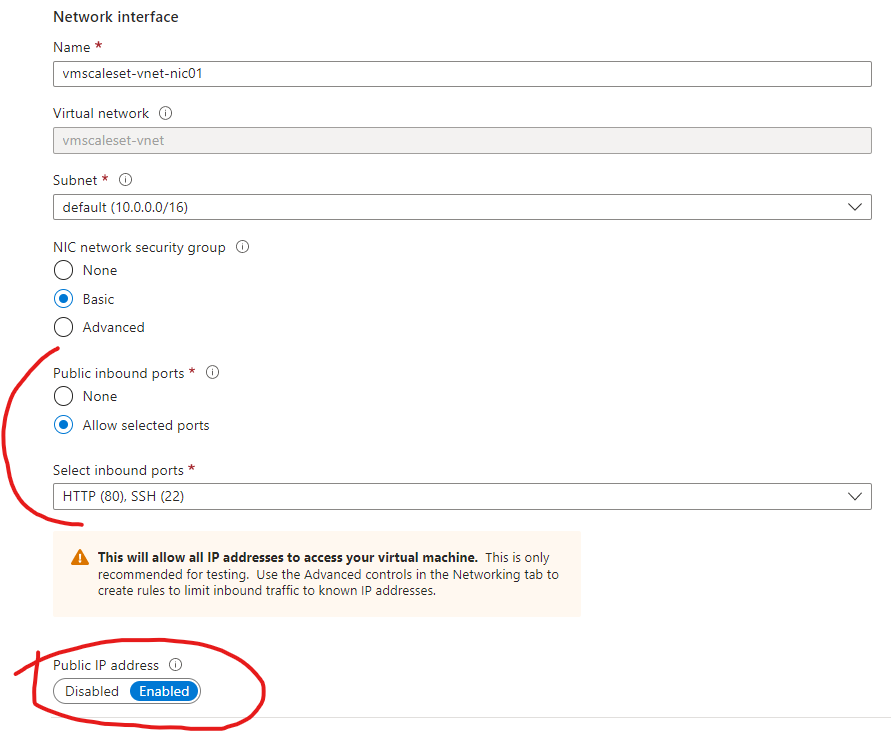 Network interface
Name *
vmscaleset-vnet-nic01
Virtual network
vmscaleset-vnet
Subnet *
default (10.0.0.0/16)
NIC network security group
None
Basic
Advanced
Public inbound ports *
None
Allow selected ports
Select inbound ports *
HTTP (80), SSH (22)
This will allow all IP addresses to access your virtual machine. This is only
recommended for testing. Use the Advanced controls in the Networking tab to
create rules to limit inbound traffic to known IP addresses.
Public IP address
Disabled Enabled